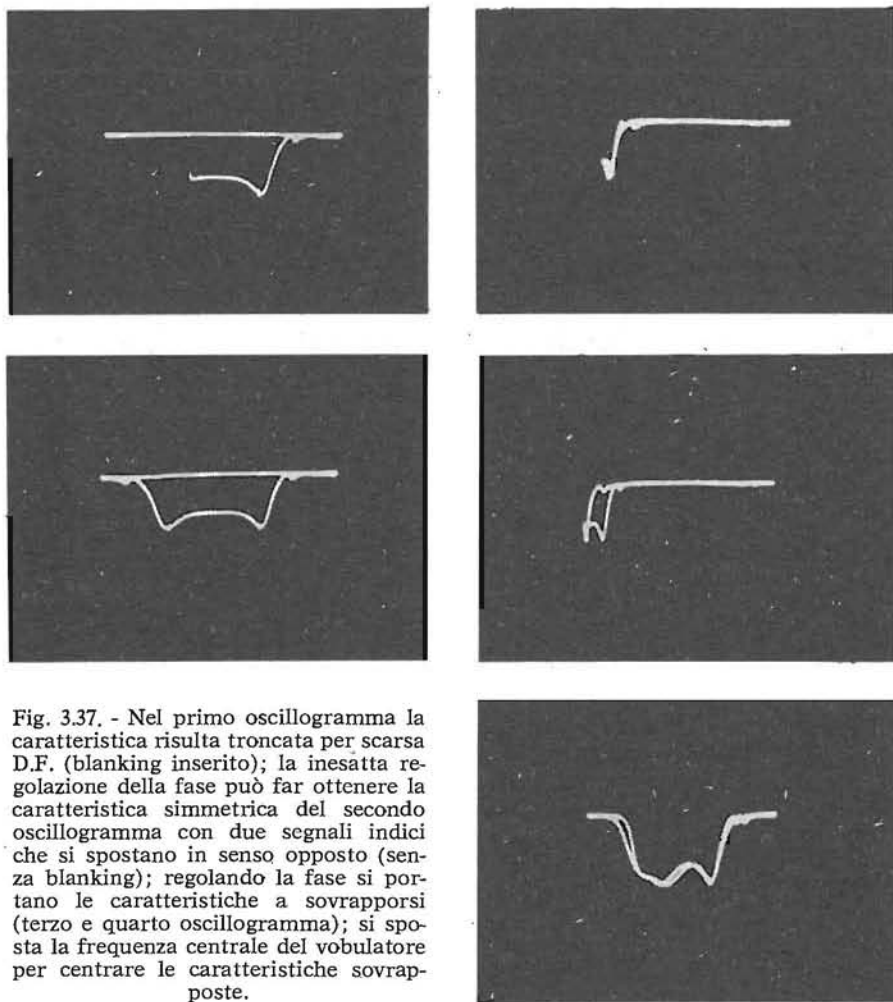 Fig. 3.37. - Nel primo oscillogramma la
caratteristica risulta troncata per scarsa
D.F. (blanking inserito); la inesatta re-
golazione della fase può far ottenere la
caratteristica simmetrica del secondo
oscillogramma con due segnali indici
che si spostano in senso opposto (sen-
za blanking); regolando la fase si por-
tano le caratteristiche a sovrapporsi
(terzo e quarto oscillogramma); si spo-
sta la frequenza centrale del vobulatore
per centrare le caratteristiche sovrap-
poste.